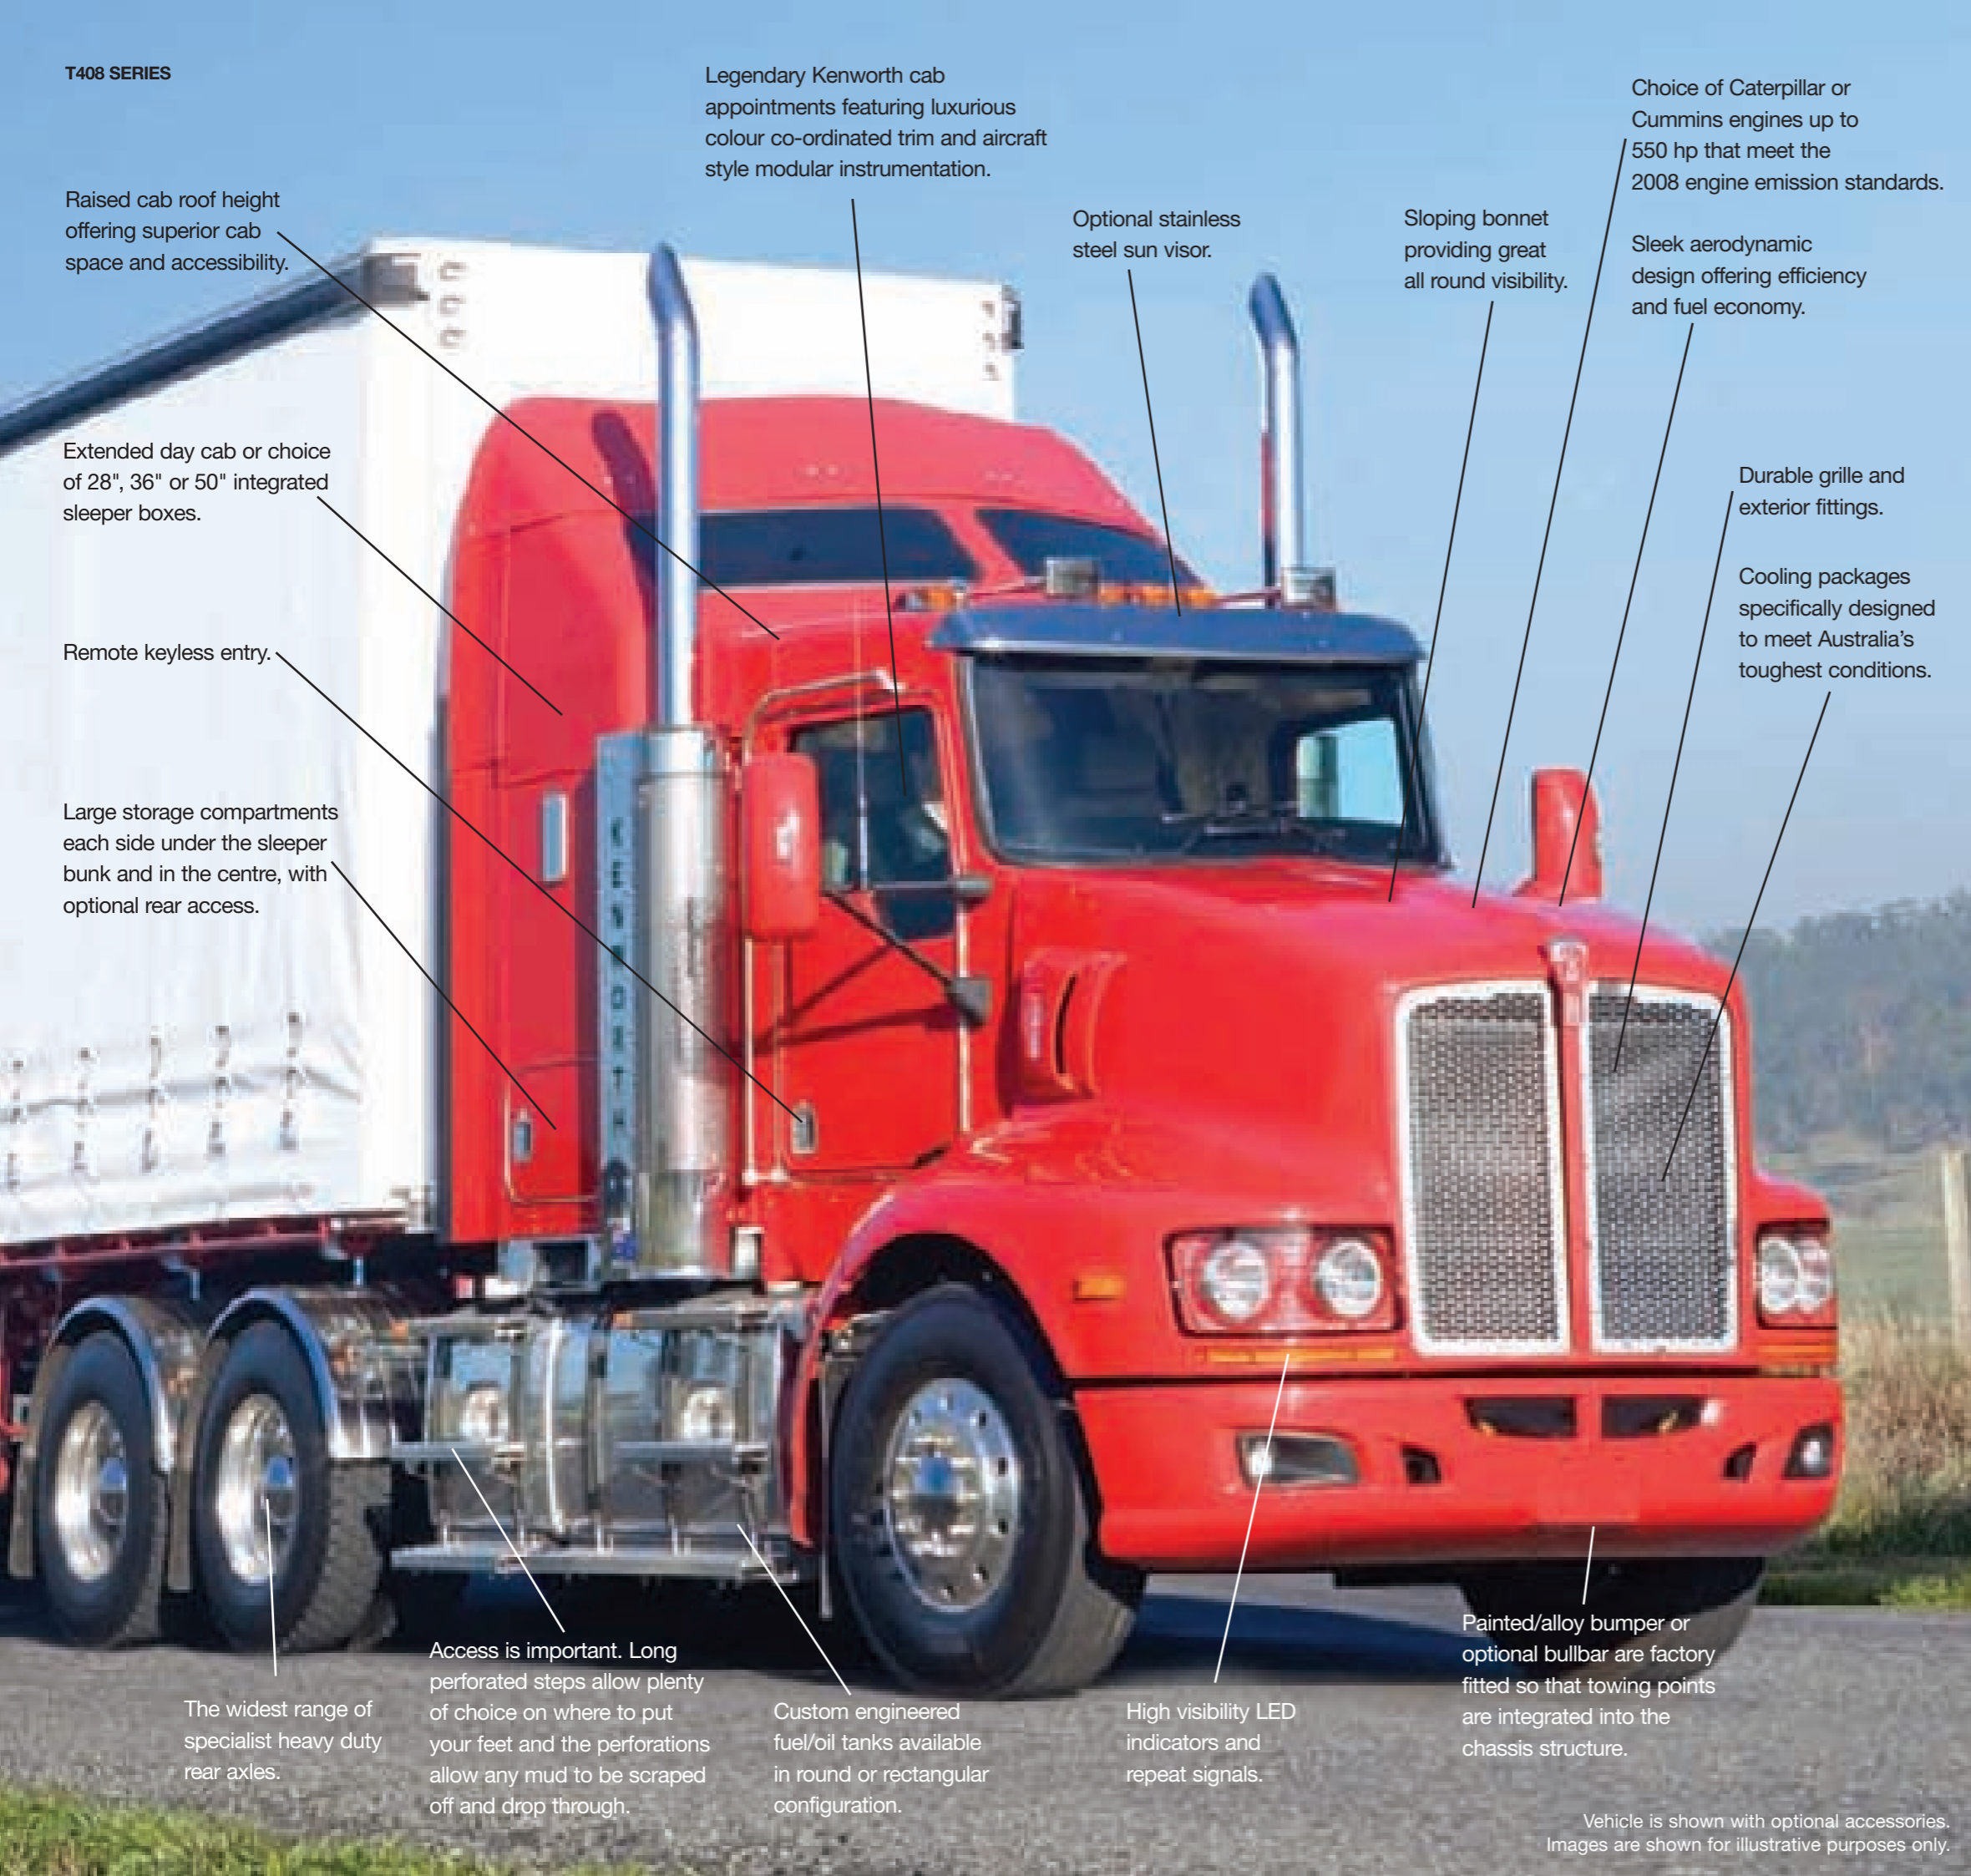 T408 SERIES
Legendary Kenworth cab
appointments featuring luxurious
colour co-ordinated trim and aircraft
style modular instrumentation.
Choice of Caterpillar or
Cummins engines up to
550 hp that meet the
2008 engine emission standards.
Raised cab roof height
offering superior cab
space and accessibility.
Optional stainless
steel sun visor.
Sloping bonnet
providing great
all round visibility.
Sleek aerodynamic
design offering efficiency
and fuel economy.
Extended day cab or choice
of 28", 36" or 50" integrated
sleeper boxes.
Durable grille and
exterior fittings.
Cooling packages
specifically designed
to meet Australia's
toughest conditions.
Remote keyless entry.
Large storage compartments
each side under the sleeper
bunk and in the centre, with
optional rear access.
KENWORTH
The widest range of
specialist heavy duty
rear axles.
Access is important. Long
perforated steps allow plenty
of choice on where to put
your feet and the perforations
allow any mud to be scraped
off and drop through.
Custom engineered
fuel/oil tanks available
in round or rectangular
configuration.
High visibility LED
indicators and
repeat signals.
Painted/alloy bumper or
optional bullbar are factory
fitted so that towing points
are integrated into the
chassis structure.
Vehicle is shown with optional accessories.
Images are shown for illustrative purposes only.